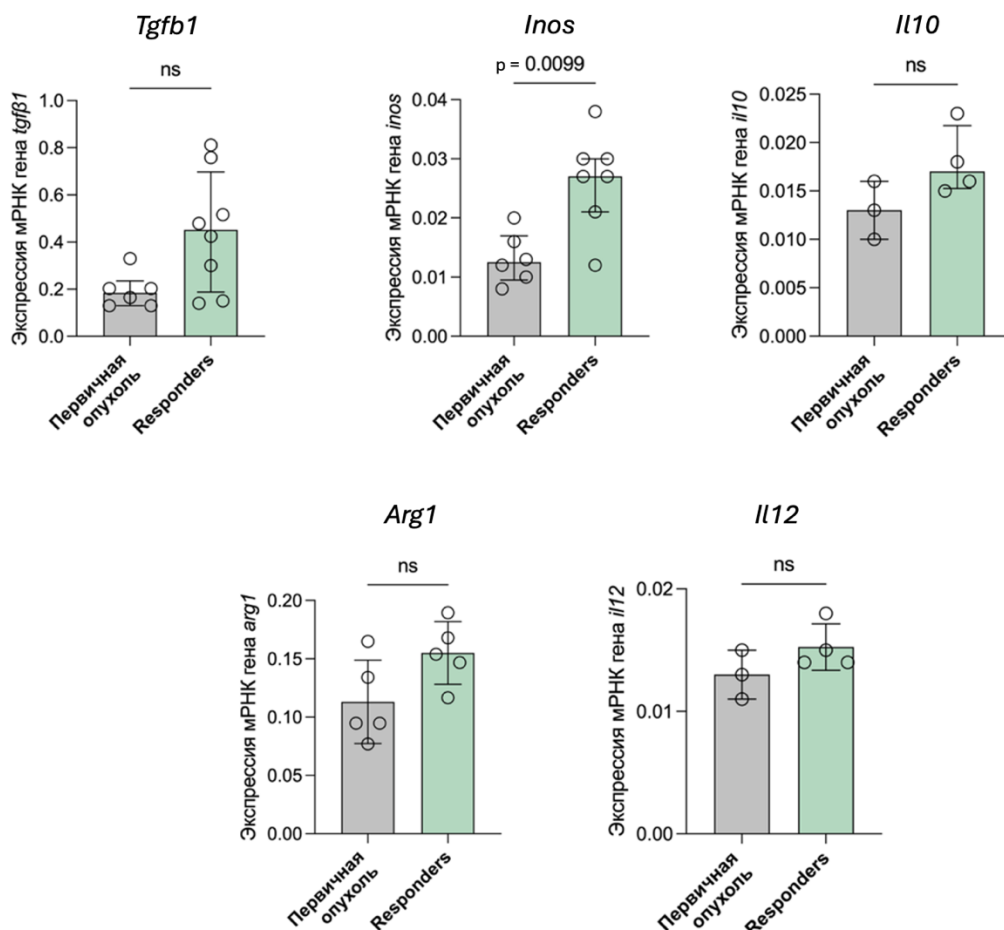 Tgfb1
ns
Экспрессия мРНК гена tgfβ1
1.0
0.8
0.6
0.4
0.2
0.0
Первичная
опухоль
Responders
Inos
p = 0.0099
Экспрессия мРНК гена inos
0.04
0.03
0.02
0.01
0.00
Первичная
опухоль
Responders
Il10
ns
Экспрессия мРНК гена il10
0.025
0.020
0.015
0.010
0.005
0.000
Первичная
опухоль
Responders
Arg1
ns
Экспрессия мРНК гена arg1
0.20
0.15
0.10
0.05
0.00
Первичная
опухоль
Responders
Il12
ns
Экспрессия мРНК гена il12
0.02
0.01
0.00
Первичная
опухоль
Responders